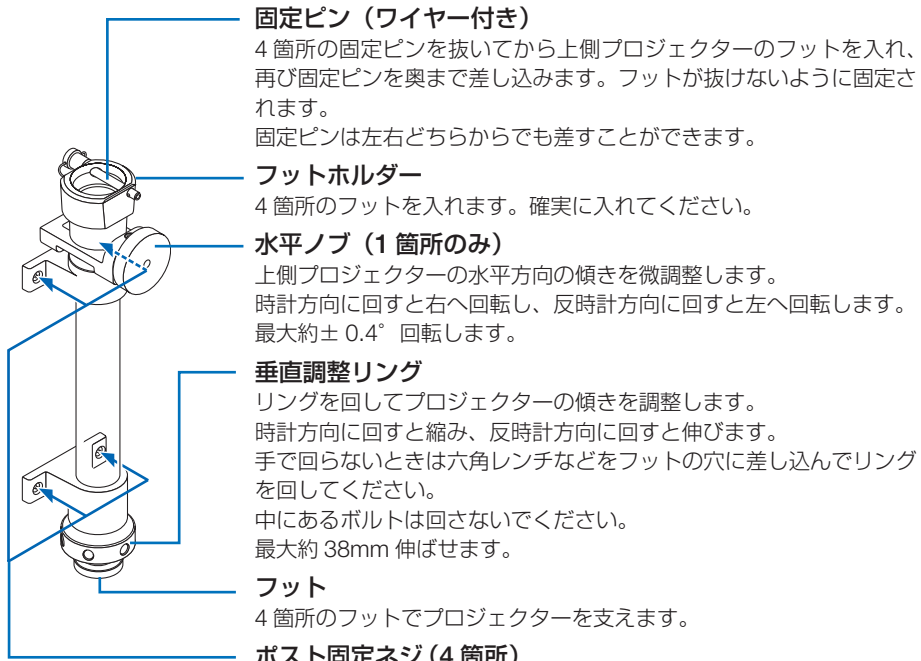 固定ピン（ワイヤー付き）
4 箇所の固定ピンを抜いてから上側プロジェクターのフットを入れ、
再び固定ピンを奥まで差し込みます。フットが抜けないように固定さ
れます。
固定ピンは左右どちらからでも差すことができます。
フットホルダー
4 箇所のフットを入れます。確実に入れてください。
水平ノブ（1 箇所のみ）
上側プロジェクターの水平方向の傾きを微調整します。
時計方向に回すと右へ回転し、反時計方向に回すと左へ回転します。
最大約± 0.4°回転します。
垂直調整リング
リングを回してプロジェクターの傾きを調整します。
時計方向に回すと縮み、反時計方向に回すと伸びます。
手で回らないときは六角レンチなどをフットの穴に差し込んでリング
を回してください。
中にあるボルトは回さないでください。
最大約 38mm 伸ばせます。
フット
4 箇所のフットでプロジェクターを支えます。
ポスト固定ネジ（4 箇所）